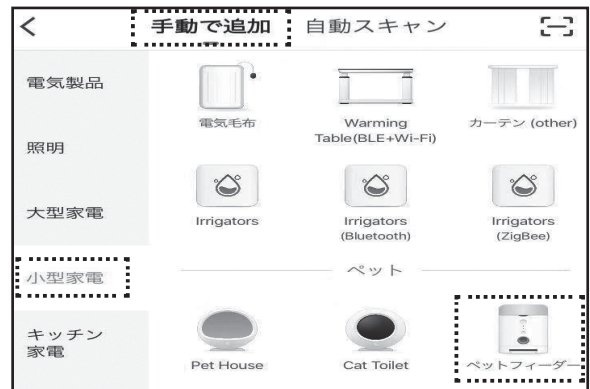 手動で追加 自動スキャン
電気製品
照明
大型家電
小型家電
キッチン
家電
電気毛布
Warming
Table(BLE+Wi-Fi)
カーテン (other)
Irrigators
Irrigators
(Bluetooth)
Irrigators
(ZigBee)
ペット
Pet House
Cat Toilet
ペットフィーダー